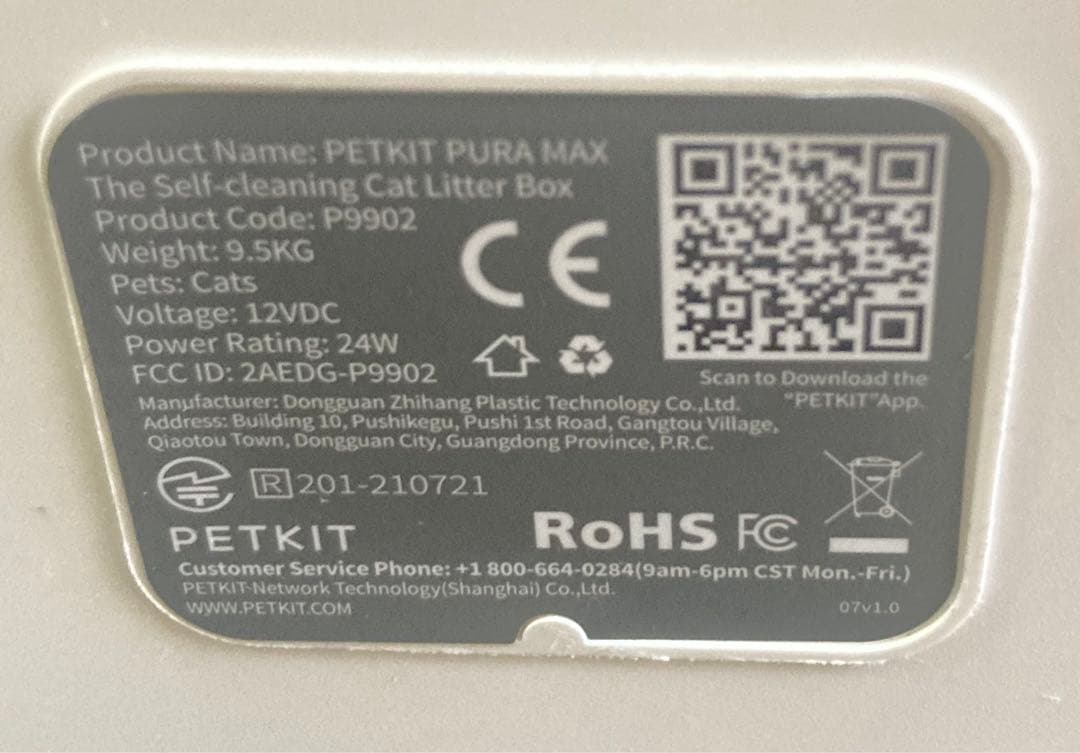 Product Name: PETKIT PURA MAX
The Self-cleaning Cat Litter Box
Product Code: P9902
Weight: 9.5KG
Pets: Cats
Voltage: 12VDC
Power Rating: 24W
FCC ID: 2AEDG-P9902
CE
Scan to Download the
"PETKIT"App.
Manufacturer: Dongguan Zhihang Plastic Technology Co.,Ltd.
Address: Building 10, Pushikegu, Pushi 1st Road, Gangtou Village,
Qiaotou Town, Dongguan City, Guangdong Province, P.R.C.
R 201-210721
PETKIT
RoHS FC
Customer Service Phone: +1 800-664-0284(9am-6pm CST Mon.-Fri.)
PETKIT Network Technology(Shanghai) Co.,Ltd.
WWW.PETKIT.COM
07v1.0